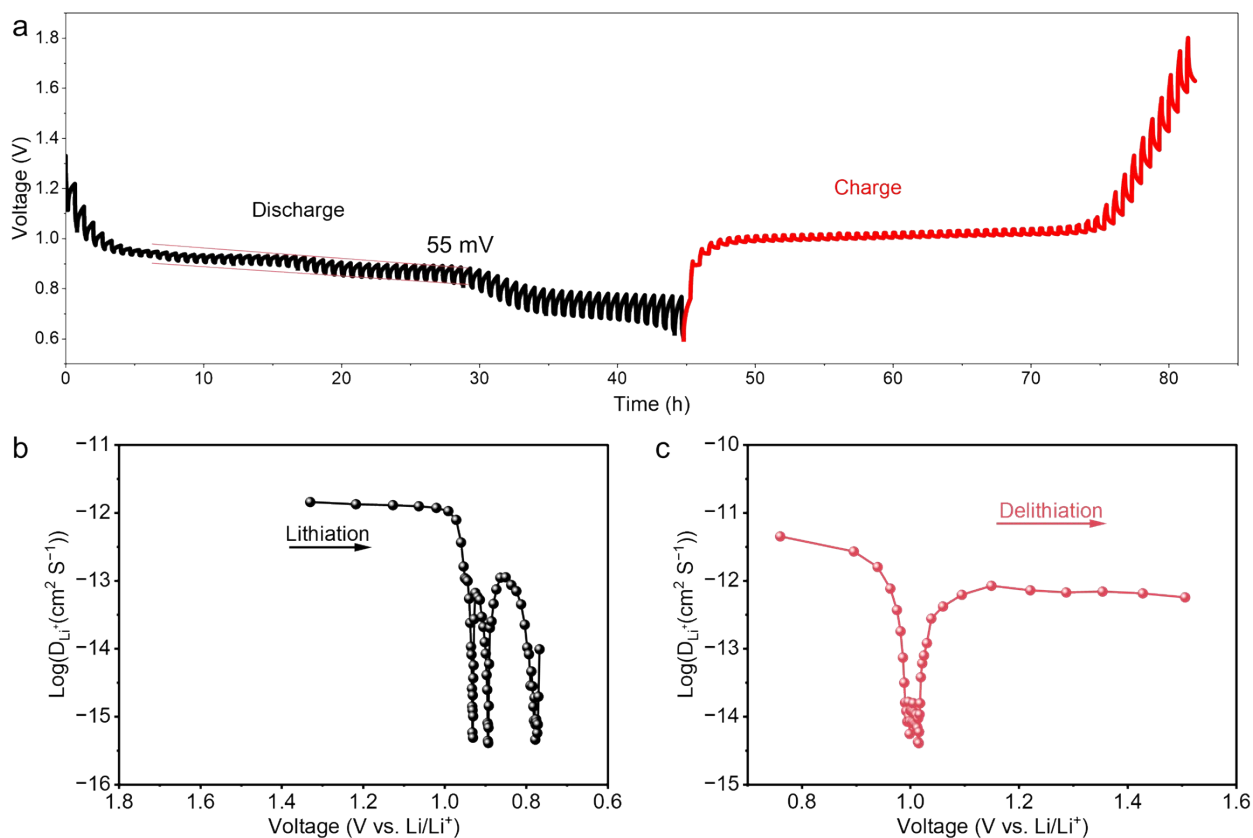 a
1.8
1.6
1.4
1.2
1.0
0.8
0.6
Voltage (V)
Discharge
55 mV
Charge
0 10 20 30 40 50 60 70 80
Time (h)
b
−11
−12
−13
−14
−15
−16
Log(D_Li⁺(cm² S⁻¹))
Lithiation
1.8 1.6 1.4 1.2 1.0 0.8 0.6
Voltage (V vs. Li/Li⁺)
c
−10
−11
−12
−13
−14
−15
Log(D_Li⁺(cm² S⁻¹))
Delithiation
0.8 1.0 1.2 1.4 1.6
Voltage (V vs. Li/Li⁺)